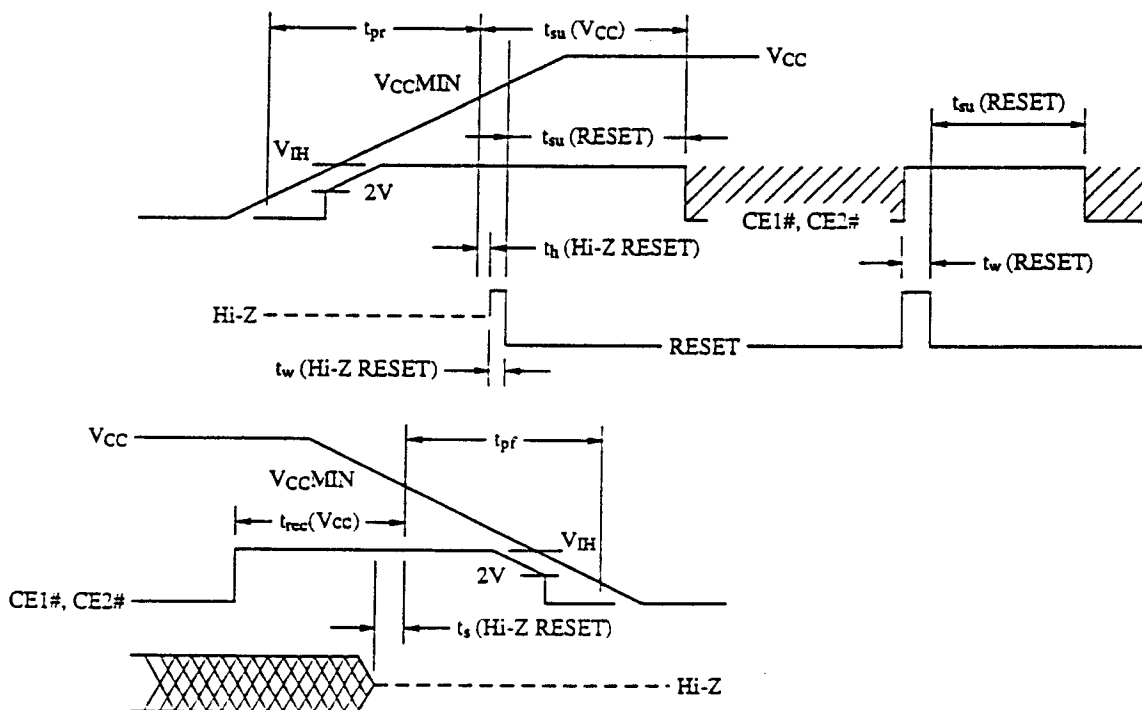 tpr
tsu (VCC)
VCC
VCCMIN
tsu (RESET)
tsu (RESET)
VIH
2V
CE1#, CE2#
th (Hi-Z RESET)
tw (RESET)
Hi-Z
RESET
tw (Hi-Z RESET)
VCC
tpf
VCCMIN
trec(Vcc)
VIH
2V
CE1#, CE2#
ts (Hi-Z RESET)
Hi-Z